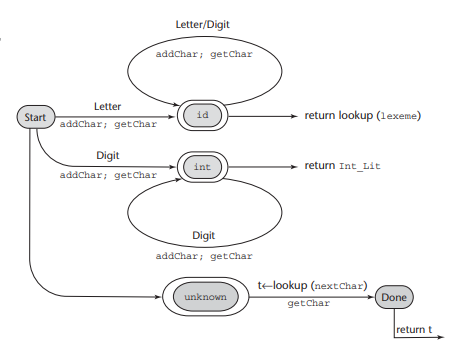 Letter/Digit
addChar; getChar
Letter
Start
id
return lookup (lexeme)
addChar; getChar
Digit
int
return Int_Lit
addChar; getChar
Digit
addChar; getChar
t←lookup (nextChar)
unknown
Done
getChar
return t